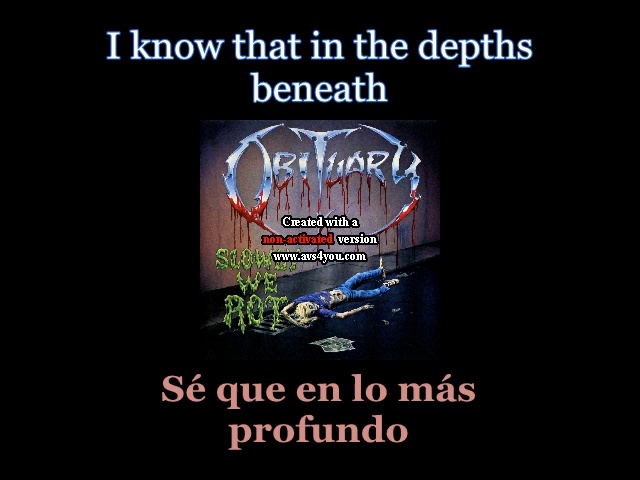 I know that in the depths
beneath
OBITUARY
Created with a
non-activated version
www.avs4you.com
SLOWLY
WE
ROT
Sé que en lo más
profundo